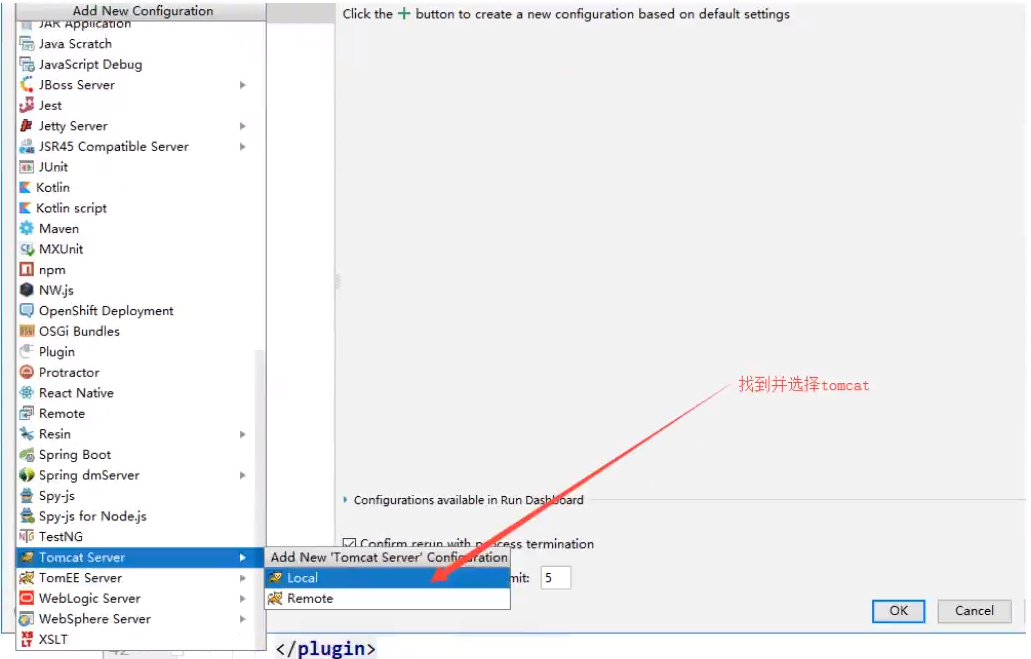 Add New Configuration
Click the + button to create a new configuration based on default settings
JAR Application
Java Scratch
JavaScript Debug
JBoss Server
Jest
Jetty Server
JSR45 Compatible Server
JUnit
Kotlin
Kotlin script
Maven
MXUnit
npm
NW.js
OpenShift Deployment
OSGi Bundles
Plugin
Protractor
React Native
Remote
Resin
Spring Boot
Spring dmServer
Spy-js
Spy-js for Node.js
TestNG
Tomcat Server
TomEE Server
WebLogic Server
WebSphere Server
XSLT
找到并选择tomcat
Configurations available in Run Dashboard
Confirm rerun with process termination
Add New 'Tomcat Server' Configuration
Local
Remote
mit: 5
OK
Cancel
42
</plugin>